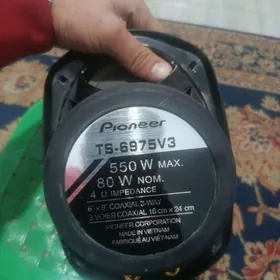 Pioneer
TS-6975V3
550 W MAX.
80 W NOM.
4 Ω IMPEDANCE
6" x 9" COAXIAL 3-WAY
3 VOIES COAXIAL 16 cm x 24 cm
PIONEER CORPORATION
MADE IN VIETNAM
FABRIQUÉ AU VIETNAM